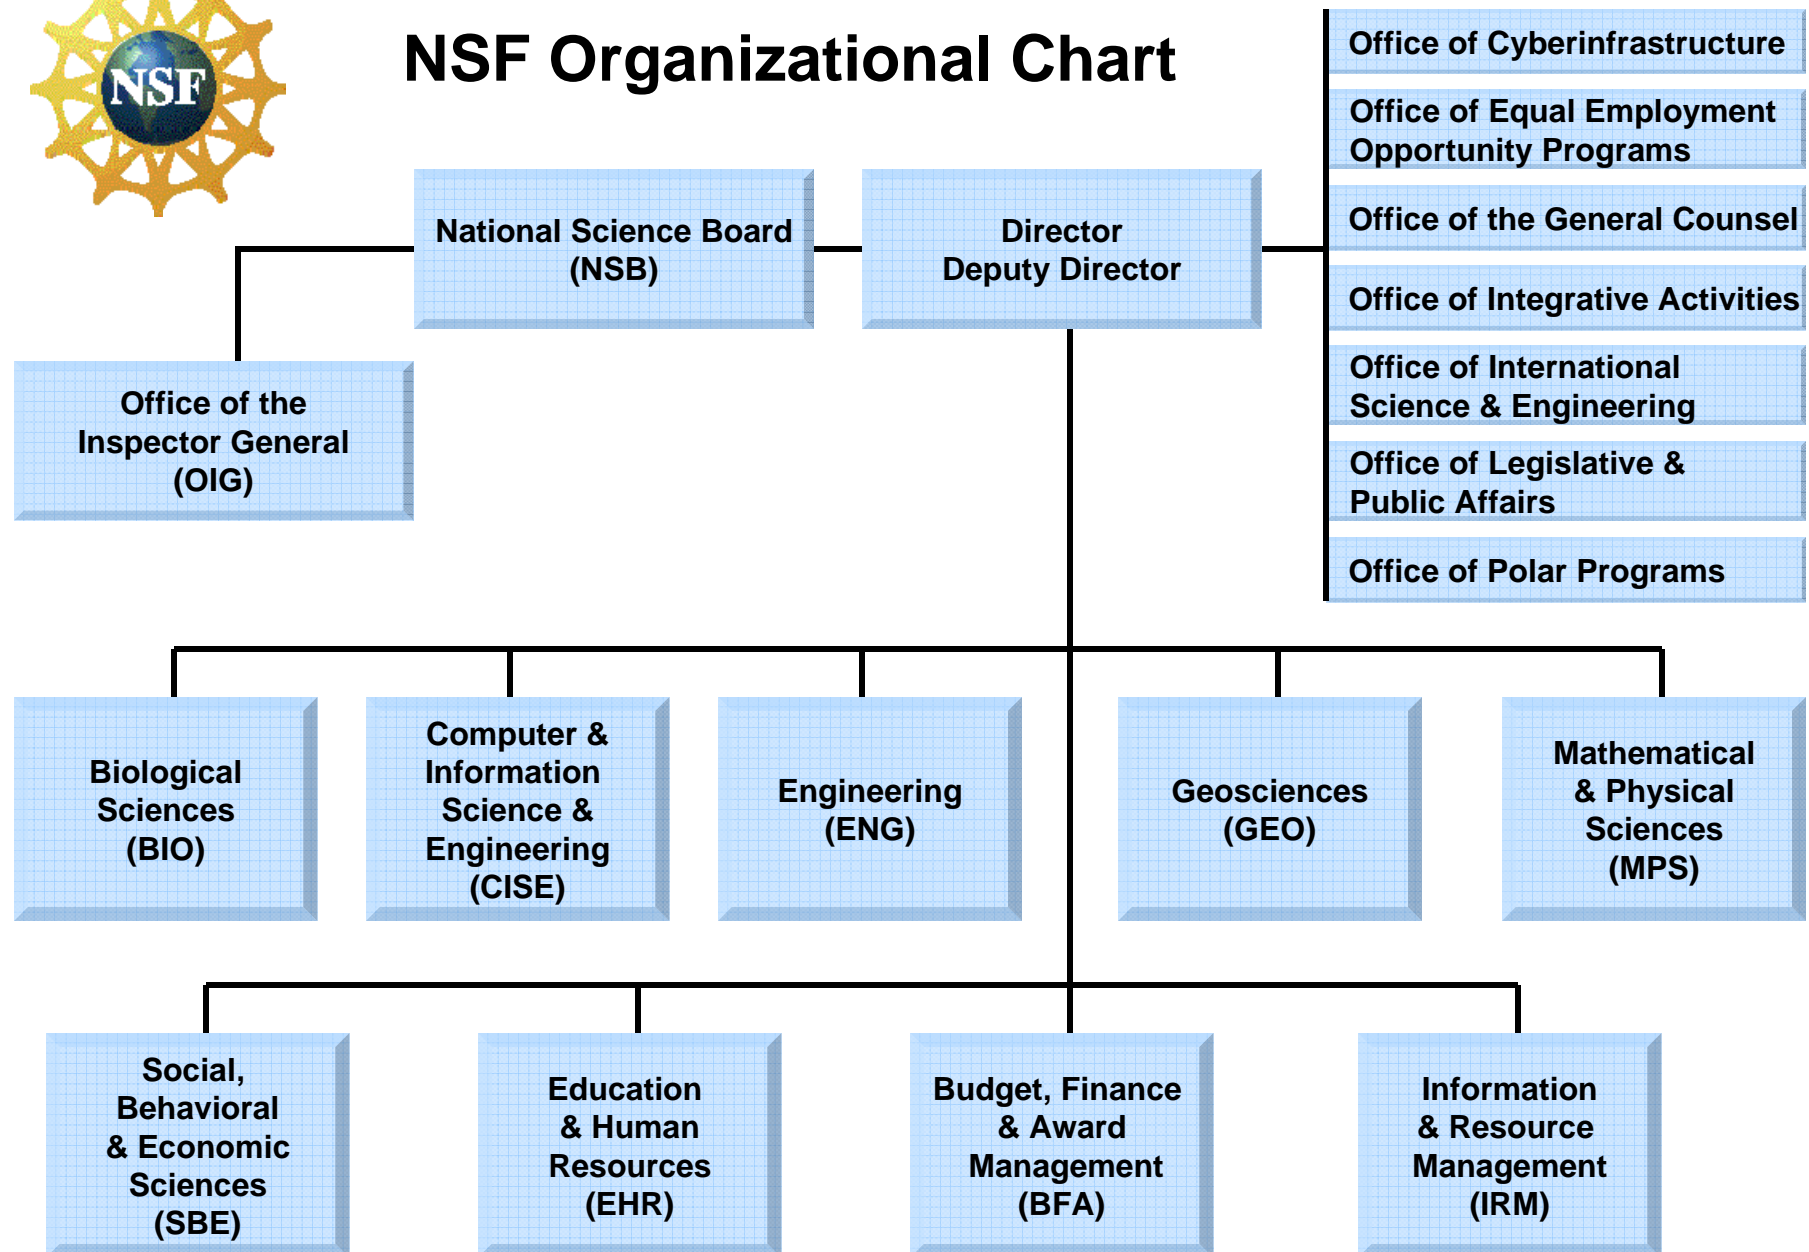 NSF
NSF Organizational Chart
Office of Cyberinfrastructure
Office of Equal Employment
Opportunity Programs
Office of the General Counsel
Office of Integrative Activities
Office of International
Science & Engineering
Office of Legislative &
Public Affairs
Office of Polar Programs
National Science Board
(NSB)
Director
Deputy Director
Office of the
Inspector General
(OIG)
Biological
Sciences
(BIO)
Computer &
Information
Science &
Engineering
(CISE)
Engineering
(ENG)
Geosciences
(GEO)
Mathematical
& Physical
Sciences
(MPS)
Social,
Behavioral
& Economic
Sciences
(SBE)
Education
& Human
Resources
(EHR)
Budget, Finance
& Award
Management
(BFA)
Information
& Resource
Management
(IRM)